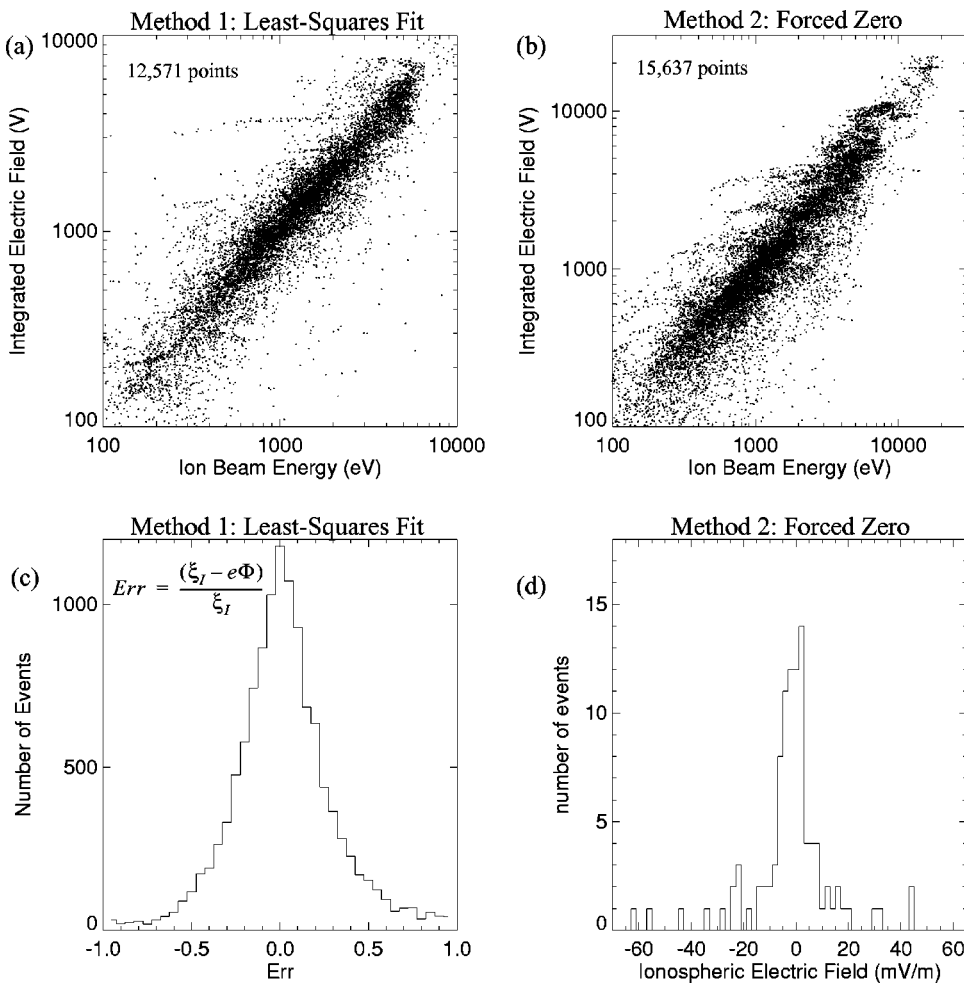 Method 1: Least-Squares Fit
(a)
12,571 points
10000
1000
100
Integrated Electric Field (V)
100
1000
10000
Ion Beam Energy (eV)
Method 2: Forced Zero
(b)
15,637 points
10000
1000
100
Integrated Electric Field (V)
100
1000
10000
Ion Beam Energy (eV)
Method 1: Least-Squares Fit
(c)
Err = (ξI − eΦ) / ξI
1000
500
0
Number of Events
-1.0
-0.5
0.0
0.5
1.0
Err
Method 2: Forced Zero
(d)
15
10
5
0
number of events
-60
-40
-20
0
20
40
60
Ionospheric Electric Field (mV/m)